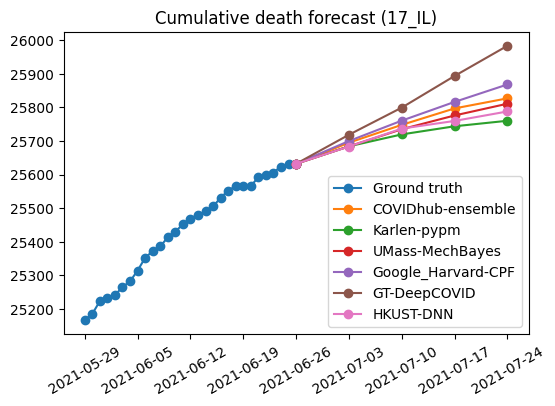 Cumulative death forecast (17_IL)
26000
25900
25800
25700
25600
25500
25400
25300
25200
Ground truth
COVIDhub-ensemble
Karlen-pypm
UMass-MechBayes
Google_Harvard-CPF
GT-DeepCOVID
HKUST-DNN
2021-05-29
2021-06-05
2021-06-12
2021-06-19
2021-06-26
2021-07-03
2021-07-10
2021-07-17
2021-07-24